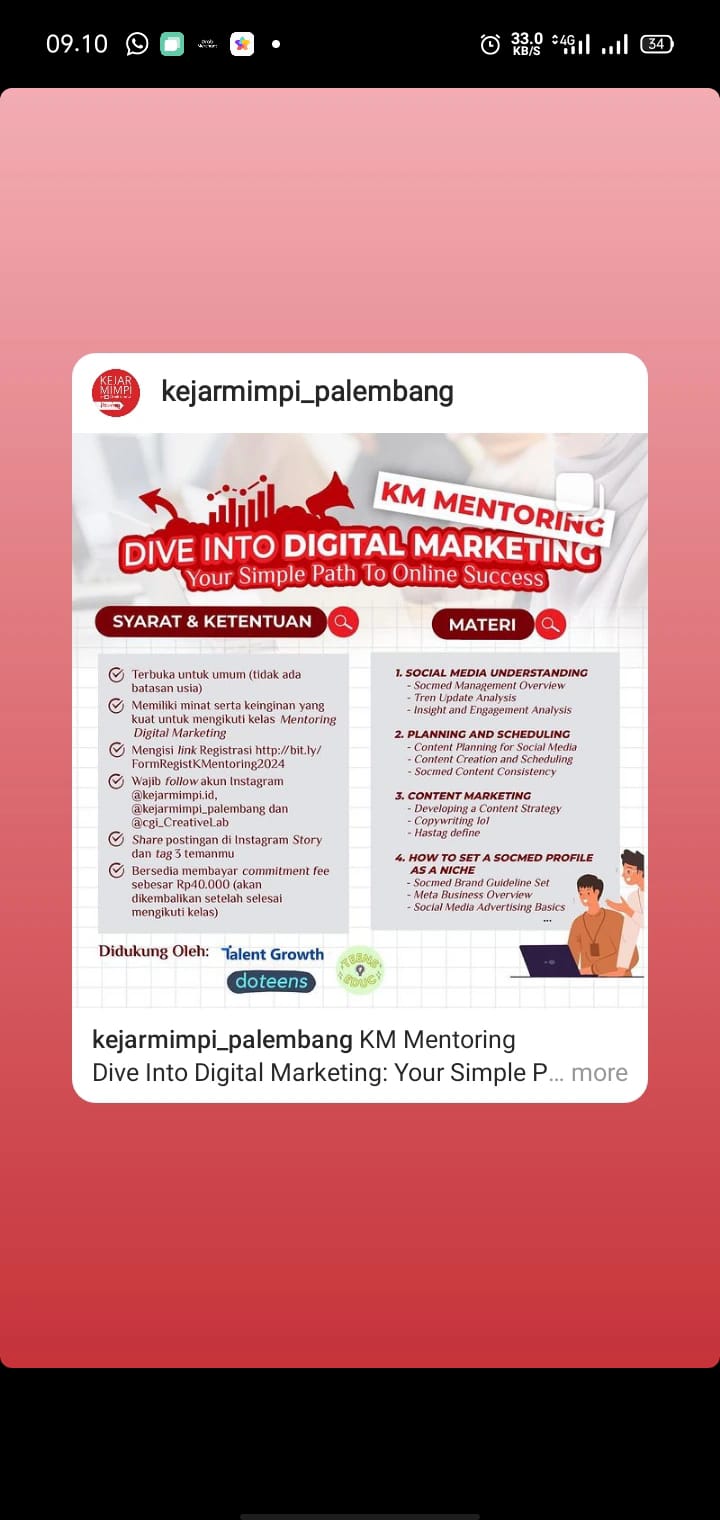 09.10
33.0
KB/S
4G
34
KEJAR
MIMPI
kejarmimpi_palembang
KM MENTORING
DIVE INTO DIGITAL MARKETING
Your Simple Path To Online Success
SYARAT & KETENTUAN
Terbuka untuk umum (tidak ada
batasan usia)
Memiliki minat serta keinginan yang
kuat untuk mengikuti kelas Mentoring
Digital Marketing
Mengisi link Registrasi http://bit.ly/
FormRegistKMentoring2024
Wajib follow akun Instagram
@kejarmimpi.id,
@kejarmimpi_palembang dan
@cgi_CreativeLab
Share postingan di Instagram Story
dan tag 3 temanmu
Bersedia membayar commitment fee
sebesar Rp40.000 (akan
dikembalikan setelah selesai
mengikuti kelas)
MATERI
1. SOCIAL MEDIA UNDERSTANDING
- Socmed Management Overview
- Tren Update Analysis
- Insight and Engagement Analysis
2. PLANNING AND SCHEDULING
- Content Planning for Social Media
- Content Creation and Scheduling
- Socmed Content Consistency
3. CONTENT MARKETING
- Developing a Content Strategy
- Copywriting 101
- Hastag define
4. HOW TO SET A SOCMED PROFILE
AS A NICHE
- Socmed Brand Guideline Set
- Meta Business Overview
- Social Media Advertising Basics
...
Didukung Oleh:
Talent Growth
doteens
TEENS
EDUC
kejarmimpi_palembang KM Mentoring
Dive Into Digital Marketing: Your Simple P... more